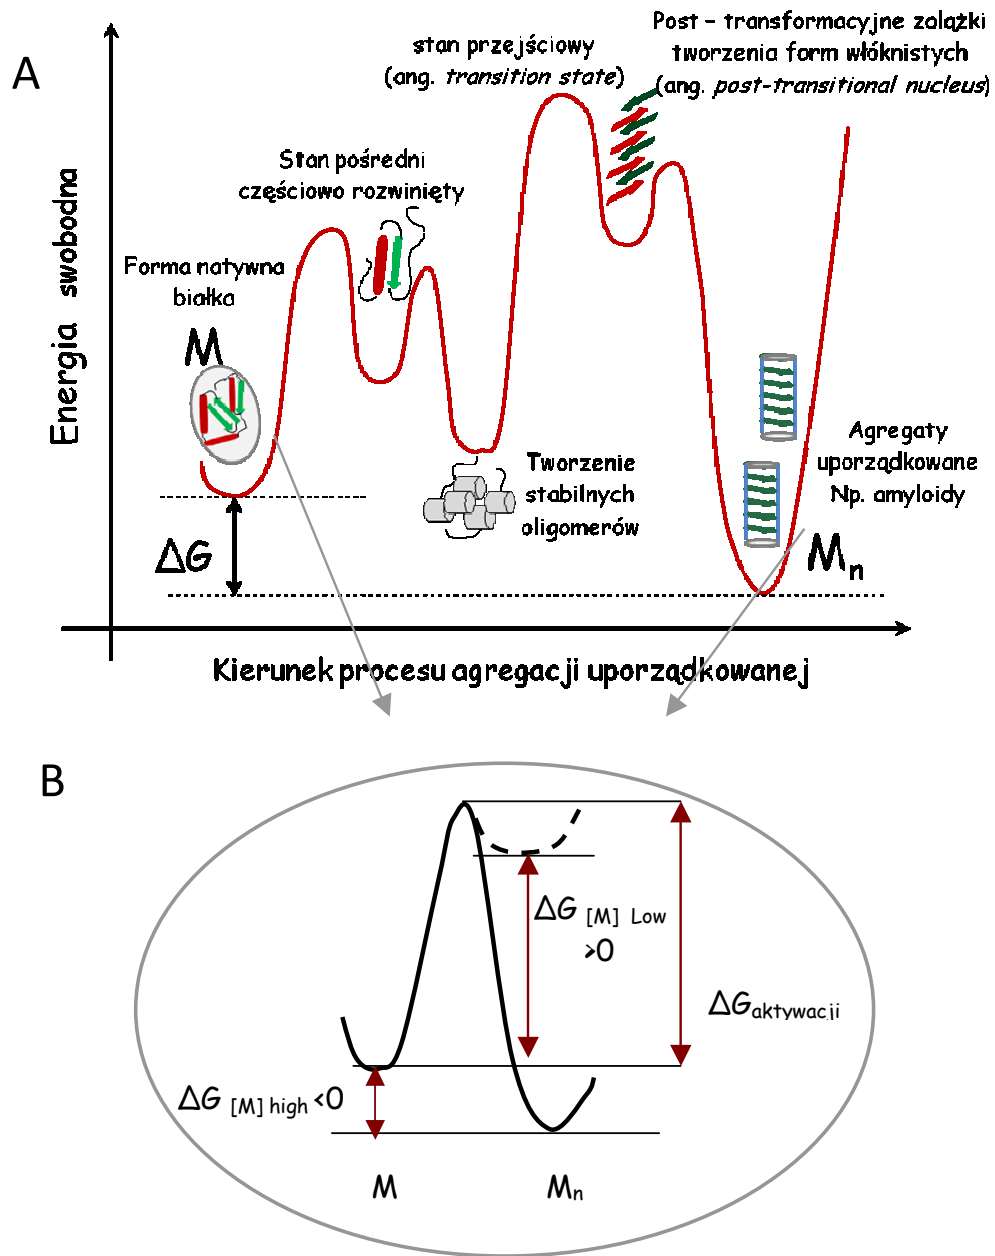 A
stan przejściowy
(ang. transition state)
Post – transformacyjne zalążki
tworzenia form włóknistych
(ang. post-transitional nucleus)
Stan pośredni
częściowo rozwinięty
Forma natywna
białka
M
Energia swobodna
Tworzenie
stabilnych
oligomerów
Agregaty
uporządkowane
Np. amyloidy
Mn
ΔG
Kierunek procesu agregacji uporządkowanej
B
ΔG [M] Low
>0
ΔGaktywacji
ΔG [M] high <0
M
Mn